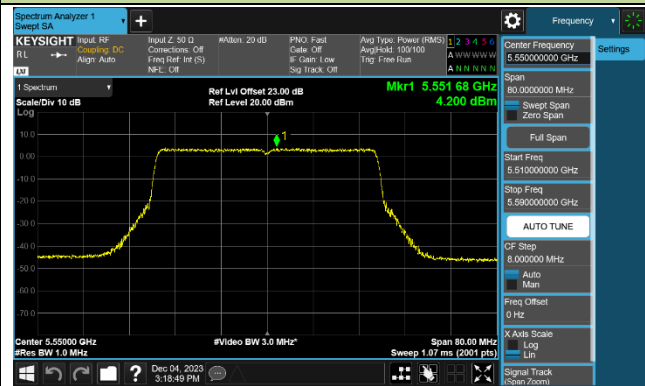 Spectrum Analyzer 1
Swept SA
Frequency
KEYSIGHT
RL
LXI
Input: RF
Coupling: DC
Align: Auto
Input Z: 50 Ω
Corrections: Off
Freq Ref: Int (S)
NFE: Off
#Atten: 20 dB
PNO: Fast
Gate: Off
IF Gain: Low
Sig Track: Off
Avg Type: Power (RMS)
Avg|Hold: 100/100
Trig: Free Run
1 2 3 4 5 6
A W W W W W
A N N N N N
Center Frequency
5.550000000 GHz
Settings
Span
80.0000000 MHz
Swept Span
Zero Span
Full Span
Start Freq
5.510000000 GHz
Stop Freq
5.590000000 GHz
AUTO TUNE
CF Step
8.000000 MHz
Auto
Man
Freq Offset
0 Hz
X Axis Scale
Log
Lin
Signal Track
(Span Zoom)
1 Spectrum
Scale/Div 10 dB
Log
Ref Lvl Offset 23.00 dB
Ref Level 20.00 dBm
Mkr1 5.551 68 GHz
4.200 dBm
1
10.0
0.00
-10.0
-20.0
-30.0
-40.0
-50.0
-60.0
-70.0
Center 5.55000 GHz
#Res BW 1.0 MHz
#Video BW 3.0 MHz*
Span 80.00 MHz
Sweep 1.07 ms (2001 pts)
?
Dec 04, 2023
3:18:49 PM